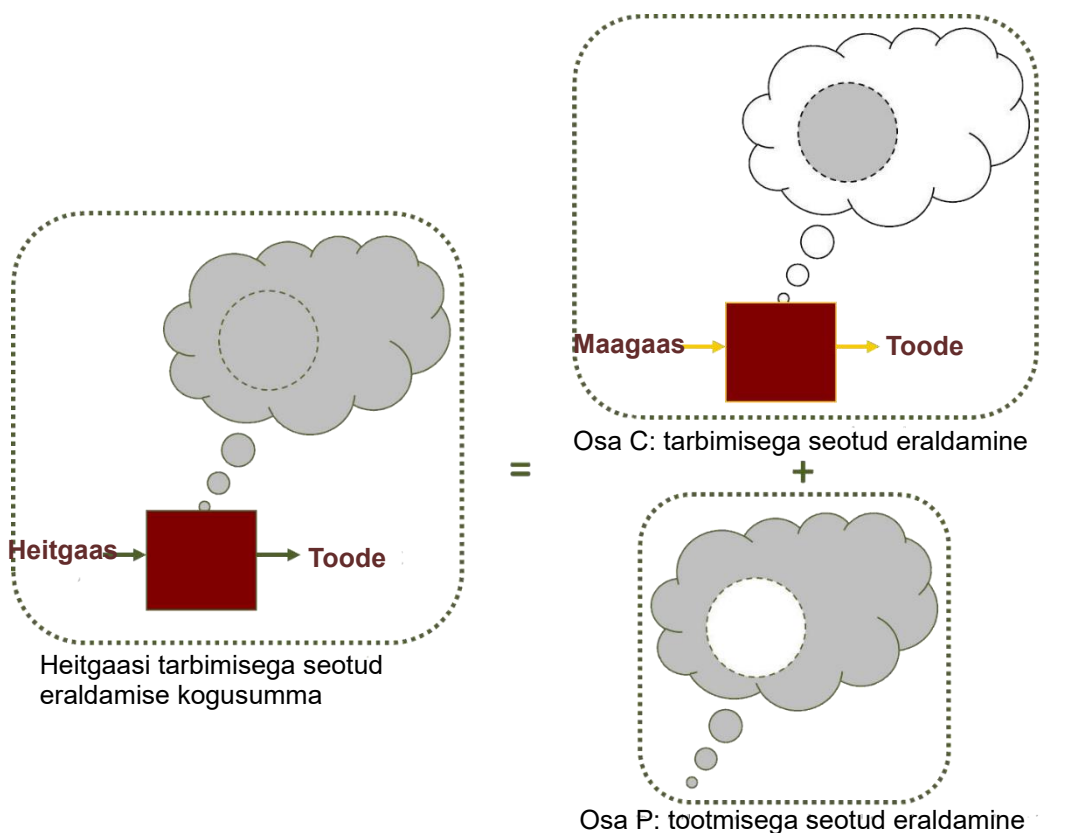 Heitgaas
Toode
Heitgaasi tarbimisega seotud
eraldamise kogusumma
=
Maagaas
Toode
Osa C: tarbimisega seotud eraldamine
+
Osa P: tootmisega seotud eraldamine